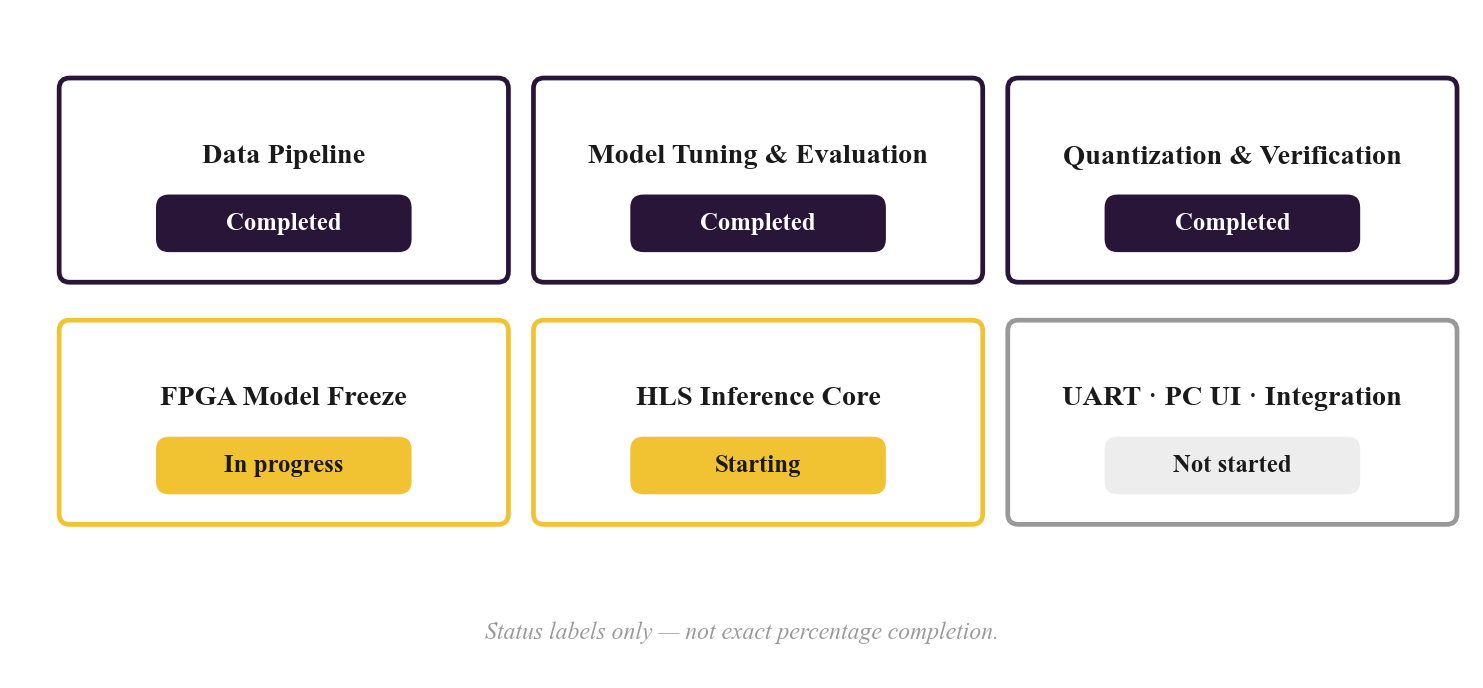 Data Pipeline
Completed
Model Tuning & Evaluation
Completed
Quantization & Verification
Completed
FPGA Model Freeze
In progress
HLS Inference Core
Starting
UART · PC UI · Integration
Not started
Status labels only — not exact percentage completion.